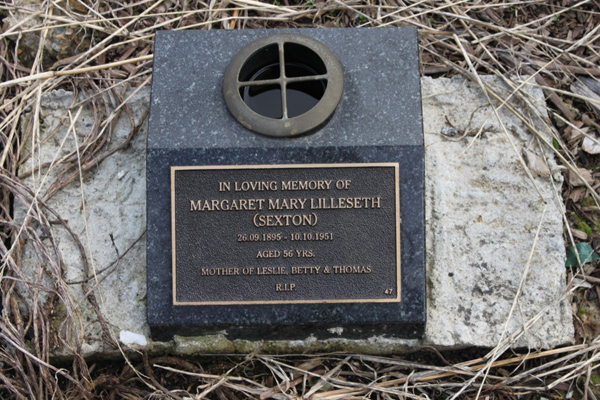 IN LOVING MEMORY OF
MARGARET MARY LILLESETH
(SEXTON)
26.09.1895 - 10.10.1951
AGED 56 YRS.
MOTHER OF LESLIE, BETTY & THOMAS
R.I.P.
47